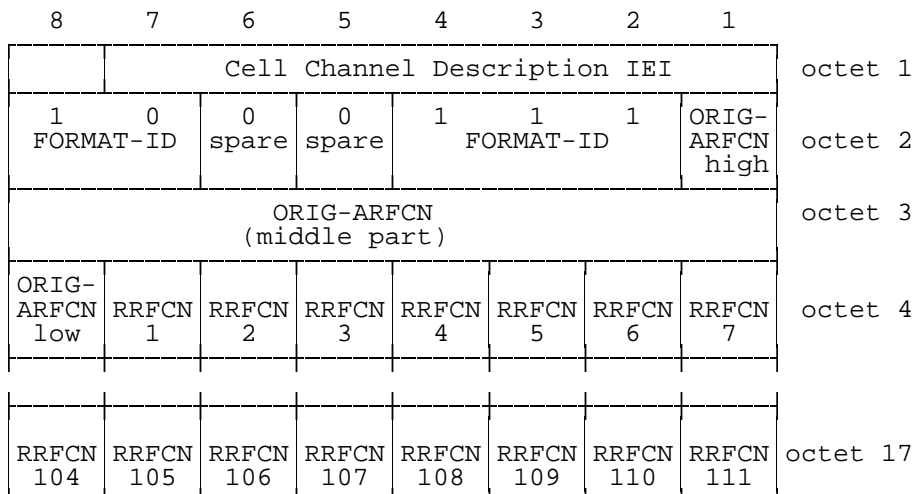 8 7 6 5 4 3 2 1
Cell Channel Description IEI octet 1
1 0 0 0 1 1 1 ORIG-
FORMAT-ID spare spare FORMAT-ID ARFCN octet 2
high
ORIG-ARFCN octet 3
(middle part)
ORIG-
ARFCN RRFCN RRFCN RRFCN RRFCN RRFCN RRFCN RRFCN octet 4
low 1 2 3 4 5 6 7
RRFCN RRFCN RRFCN RRFCN RRFCN RRFCN RRFCN RRFCN octet 17
104 105 106 107 108 109 110 111